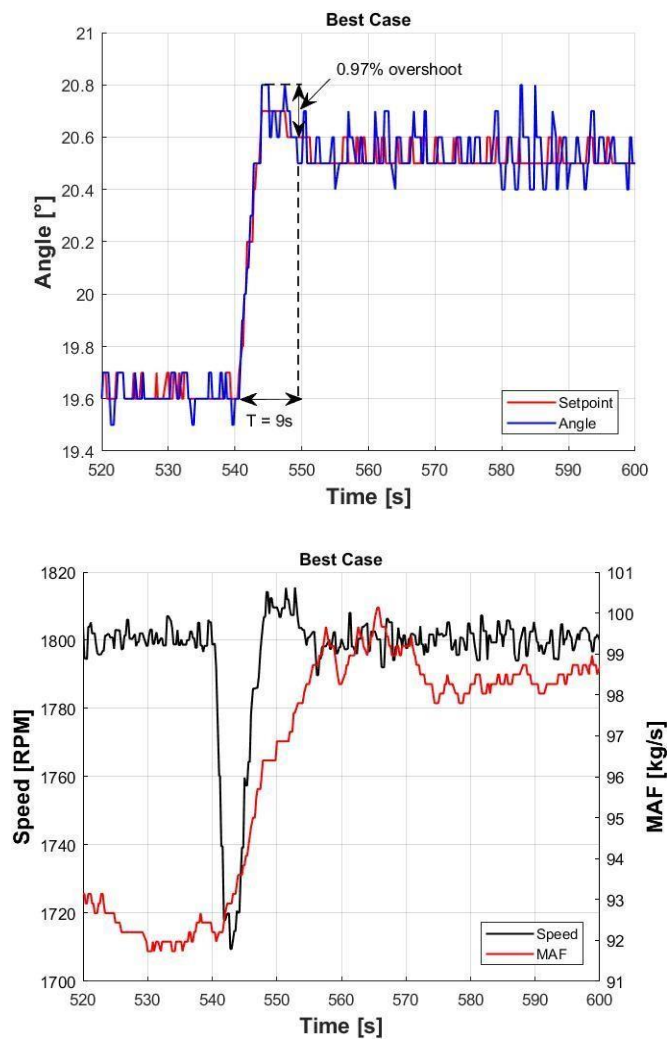 Best Case
21
20.8
20.6
20.4
20.2
20
19.8
19.6
19.4
Angle [°]
0.97% overshoot
T = 9s
Setpoint
Angle
520 530 540 550 560 570 580 590 600
Time [s]
Best Case
1820
1800
1780
1760
1740
1720
1700
Speed [RPM]
101
100
99
98
97
96
95
94
93
92
91
MAF [kg/s]
Speed
MAF
520 530 540 550 560 570 580 590 600
Time [s]